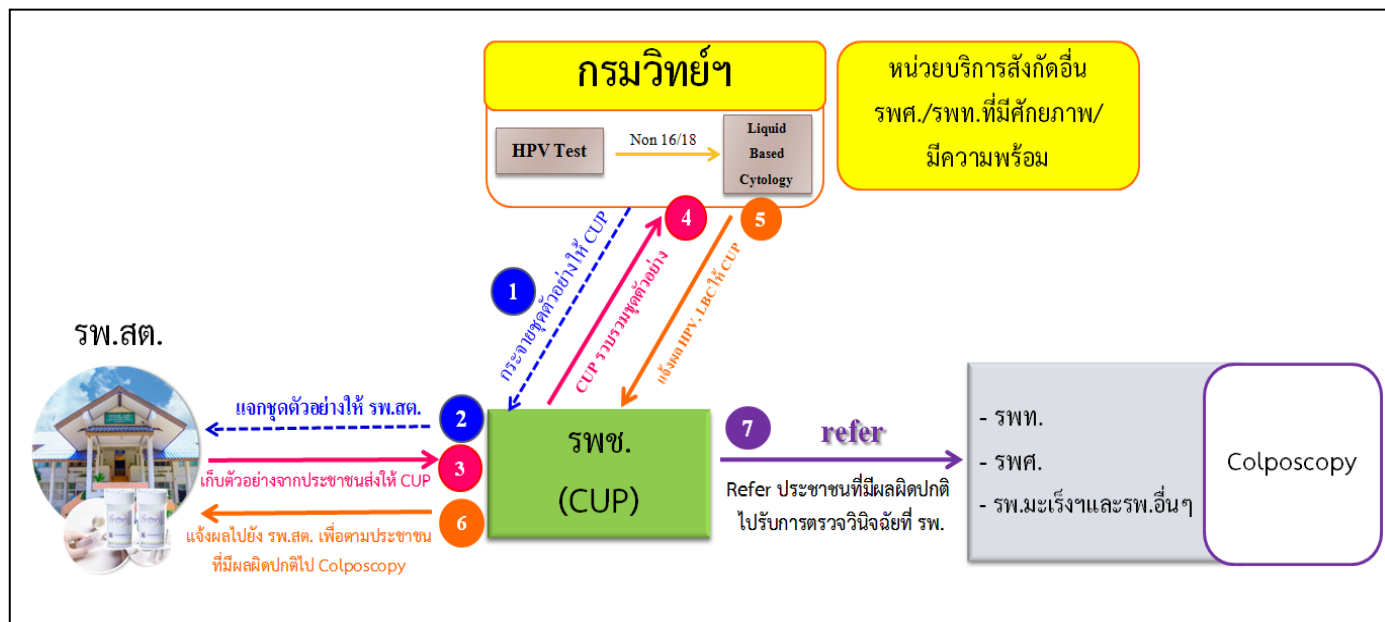 กรมวิทย์ฯ
HPV Test
Non 16/18
Liquid
Based
Cytology
หน่วยบริการสังกัดอื่น
รพศ./รพท.ที่มีศักยภาพ/
มีความพร้อม
1
กระจายชุดตัวอย่างให้ CUP
4
CUP รวบรวมชุดตัวอย่าง
5
แจ้งผล HPV, LBC ให้ CUP
รพ.สต.
แจกชุดตัวอย่างให้ รพ.สต.
2
3
เก็บตัวอย่างจากประชาชนส่งให้ CUP
6
แจ้งผลไปยัง รพ.สต. เพื่อตามประชาชน
ที่มีผลผิดปกติไป Colposcopy
รพช.
(CUP)
7
refer
Refer ประชาชนที่มีผลผิดปกติ
ไปรับการตรวจวินิจฉัยที่ รพ.
- รพท.
- รพศ.
- รพ.มะเร็งฯและรพ.อื่นๆ
Colposcopy